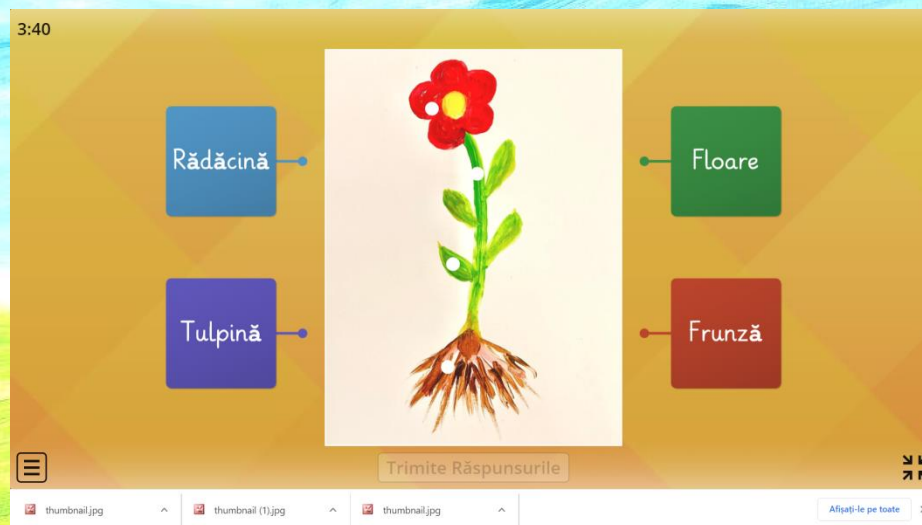 3:40
Rădăcină
Floare
Tulpină
Frunză
Trimite Răspunsurile
thumbnail.jpg
thumbnail (1).jpg
thumbnail.jpg
Afișați-le pe toate